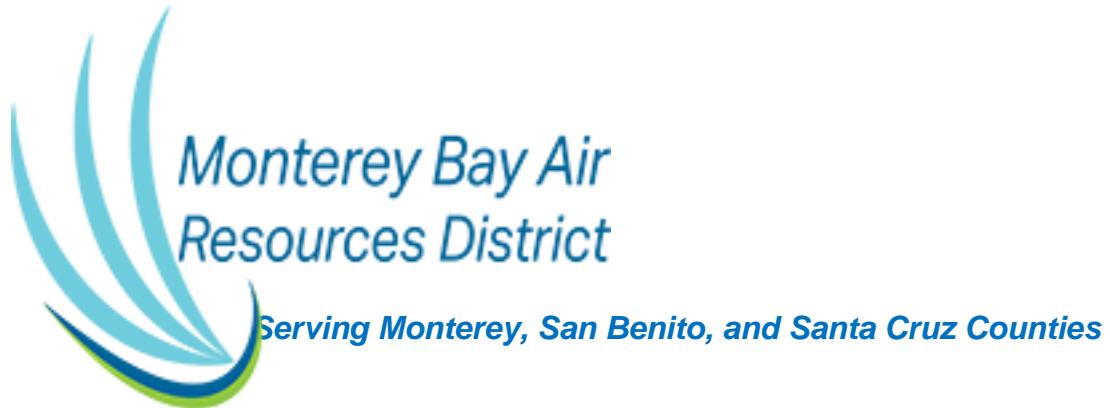 Monterey Bay Air
Resources District
Serving Monterey, San Benito, and Santa Cruz Counties